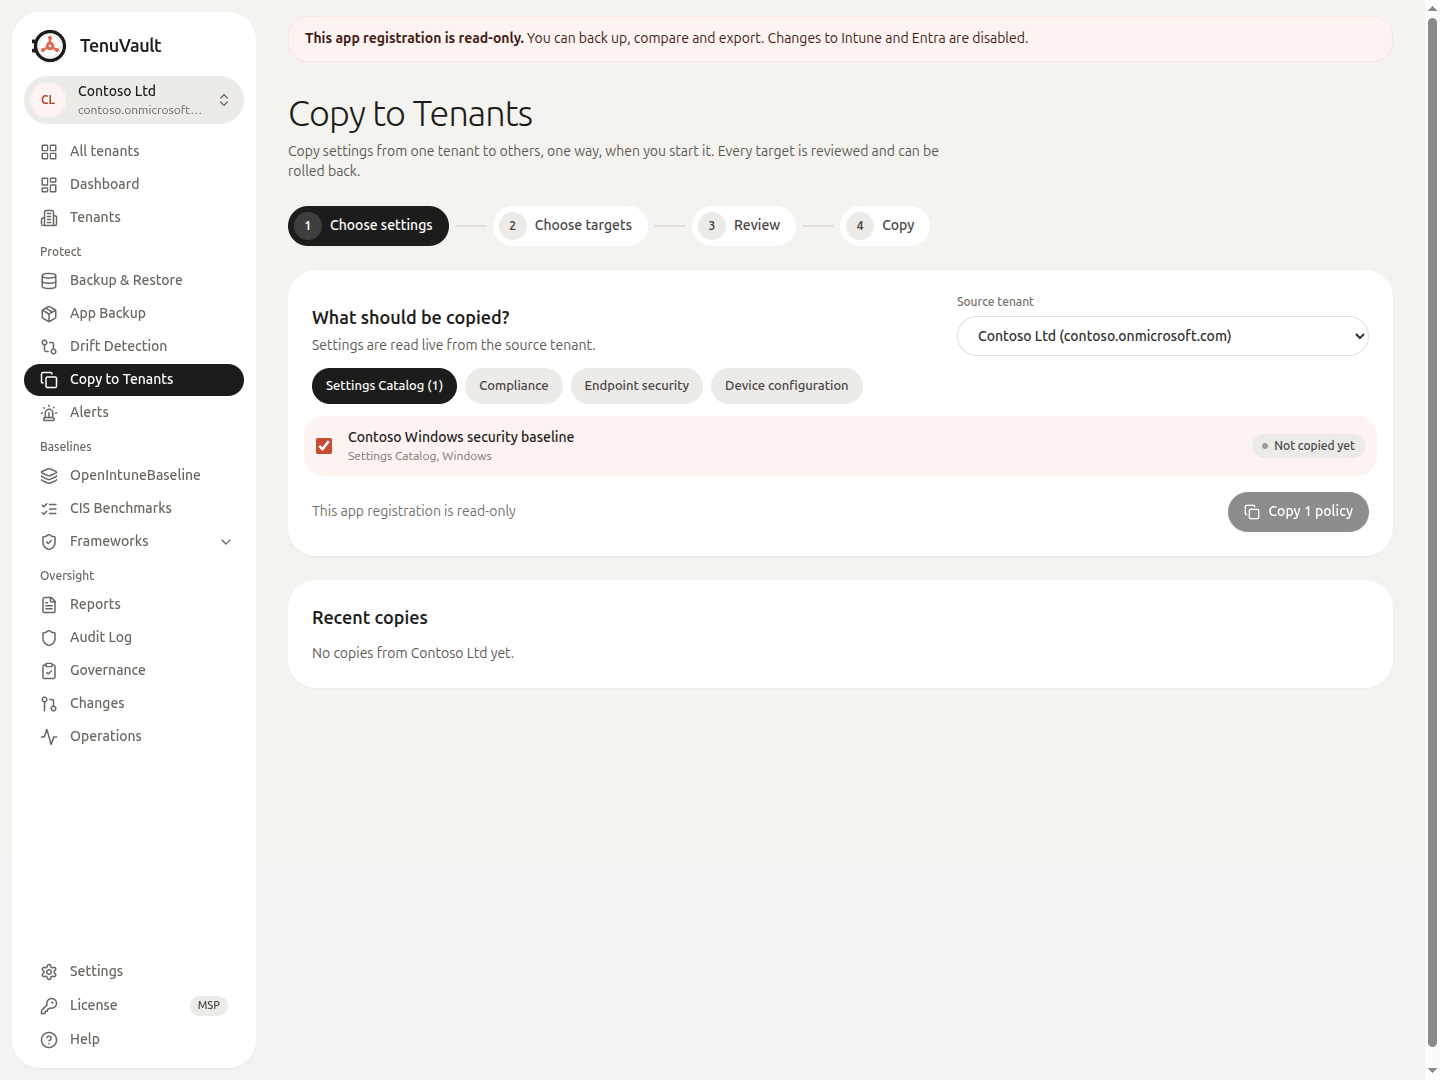 TenuVault
CL
Contoso Ltd
contoso.onmicrosoft...
All tenants
Dashboard
Tenants
Protect
Backup & Restore
App Backup
Drift Detection
Copy to Tenants
Alerts
Baselines
OpenIntuneBaseline
CIS Benchmarks
Frameworks
Oversight
Reports
Audit Log
Governance
Changes
Operations
Settings
License
MSP
Help
This app registration is read-only. You can back up, compare and export. Changes to Intune and Entra are disabled.
Copy to Tenants
Copy settings from one tenant to others, one way, when you start it. Every target is reviewed and can be
rolled back.
1 Choose settings
2 Choose targets
3 Review
4 Copy
What should be copied?
Settings are read live from the source tenant.
Source tenant
Contoso Ltd (contoso.onmicrosoft.com)
Settings Catalog (1)
Compliance
Endpoint security
Device configuration
Contoso Windows security baseline
Settings Catalog, Windows
Not copied yet
This app registration is read-only
Copy 1 policy
Recent copies
No copies from Contoso Ltd yet.